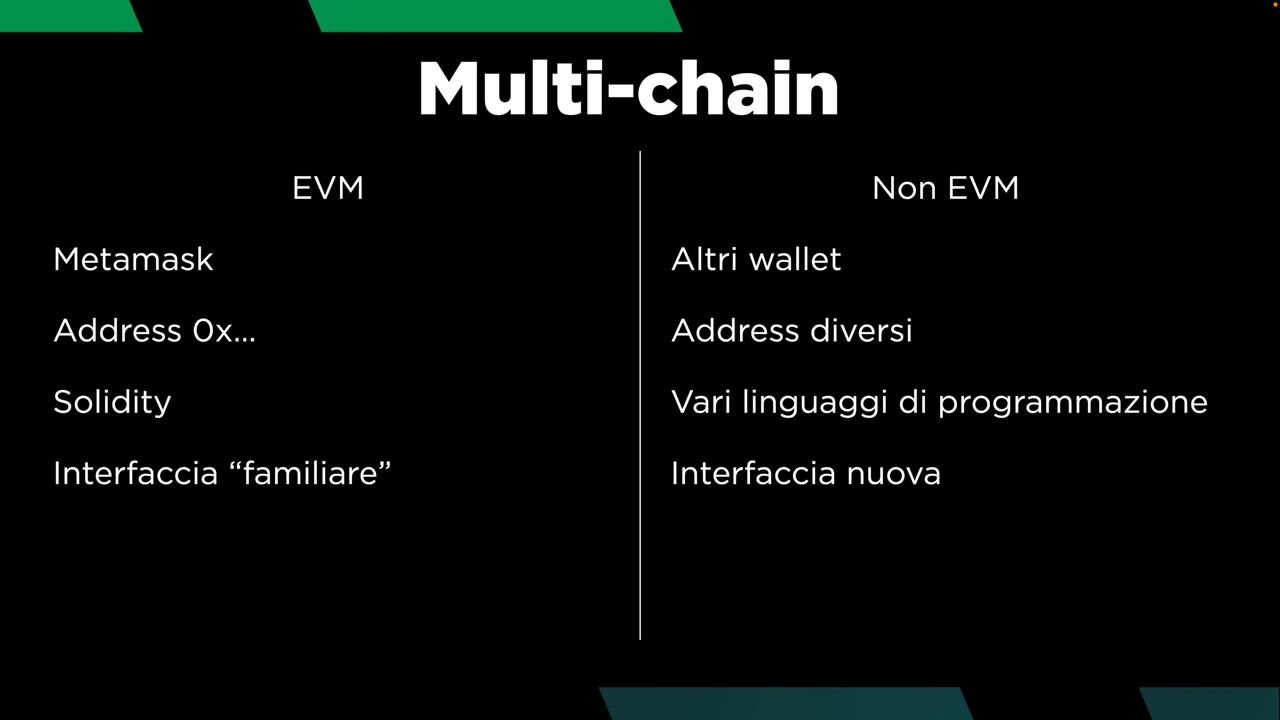 Multi-chain
EVM
Metamask
Address 0x...
Solidity
Interfaccia “familiare”
Non EVM
Altri wallet
Address diversi
Vari linguaggi di programmazione
Interfaccia nuova